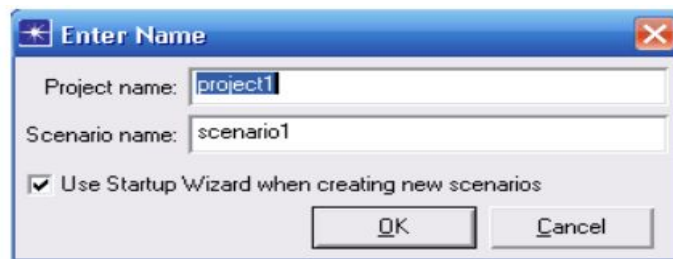 Enter Name
Project name: project1
Scenario name: scenario1
Use Startup Wizard when creating new scenarios
OK Cancel